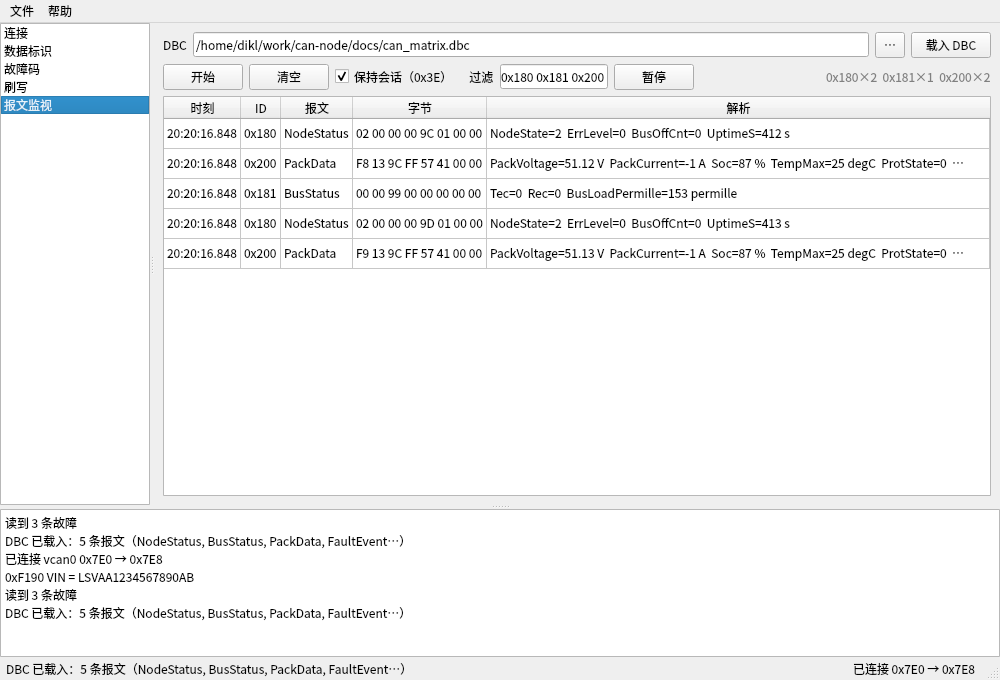 文件 帮助
连接
数据标识
故障码
刷写
报文监视
DBC /home/dikl/work/can-node/docs/can_matrix.dbc ⋯ 载入 DBC
开始 清空 保持会话（0x3E） 过滤 0x180 0x181 0x200 暂停 0x180×2 0x181×1 0x200×2
时刻 ID 报文 字节 解析
20:20:16.848 0x180 NodeStatus 02 00 00 00 9C 01 00 00 NodeState=2 ErrLevel=0 BusOffCnt=0 UptimeS=412 s
20:20:16.848 0x200 PackData F8 13 9C FF 57 41 00 00 PackVoltage=51.12 V PackCurrent=-1 A Soc=87 % TempMax=25 degC ProtState=0 ⋯
20:20:16.848 0x181 BusStatus 00 00 99 00 00 00 00 00 Tec=0 Rec=0 BusLoadPermille=153 permille
20:20:16.848 0x180 NodeStatus 02 00 00 00 9D 01 00 00 NodeState=2 ErrLevel=0 BusOffCnt=0 UptimeS=413 s
20:20:16.848 0x200 PackData F9 13 9C FF 57 41 00 00 PackVoltage=51.13 V PackCurrent=-1 A Soc=87 % TempMax=25 degC ProtState=0 ⋯
读到 3 条故障
DBC 已载入：5 条报文（NodeStatus, BusStatus, PackData, FaultEvent⋯）
已连接 vcan0 0x7E0 → 0x7E8
0xF190 VIN = LSVAA1234567890AB
读到 3 条故障
DBC 已载入：5 条报文（NodeStatus, BusStatus, PackData, FaultEvent⋯）
DBC 已载入：5 条报文（NodeStatus, BusStatus, PackData, FaultEvent⋯） 已连接 0x7E0 → 0x7E8